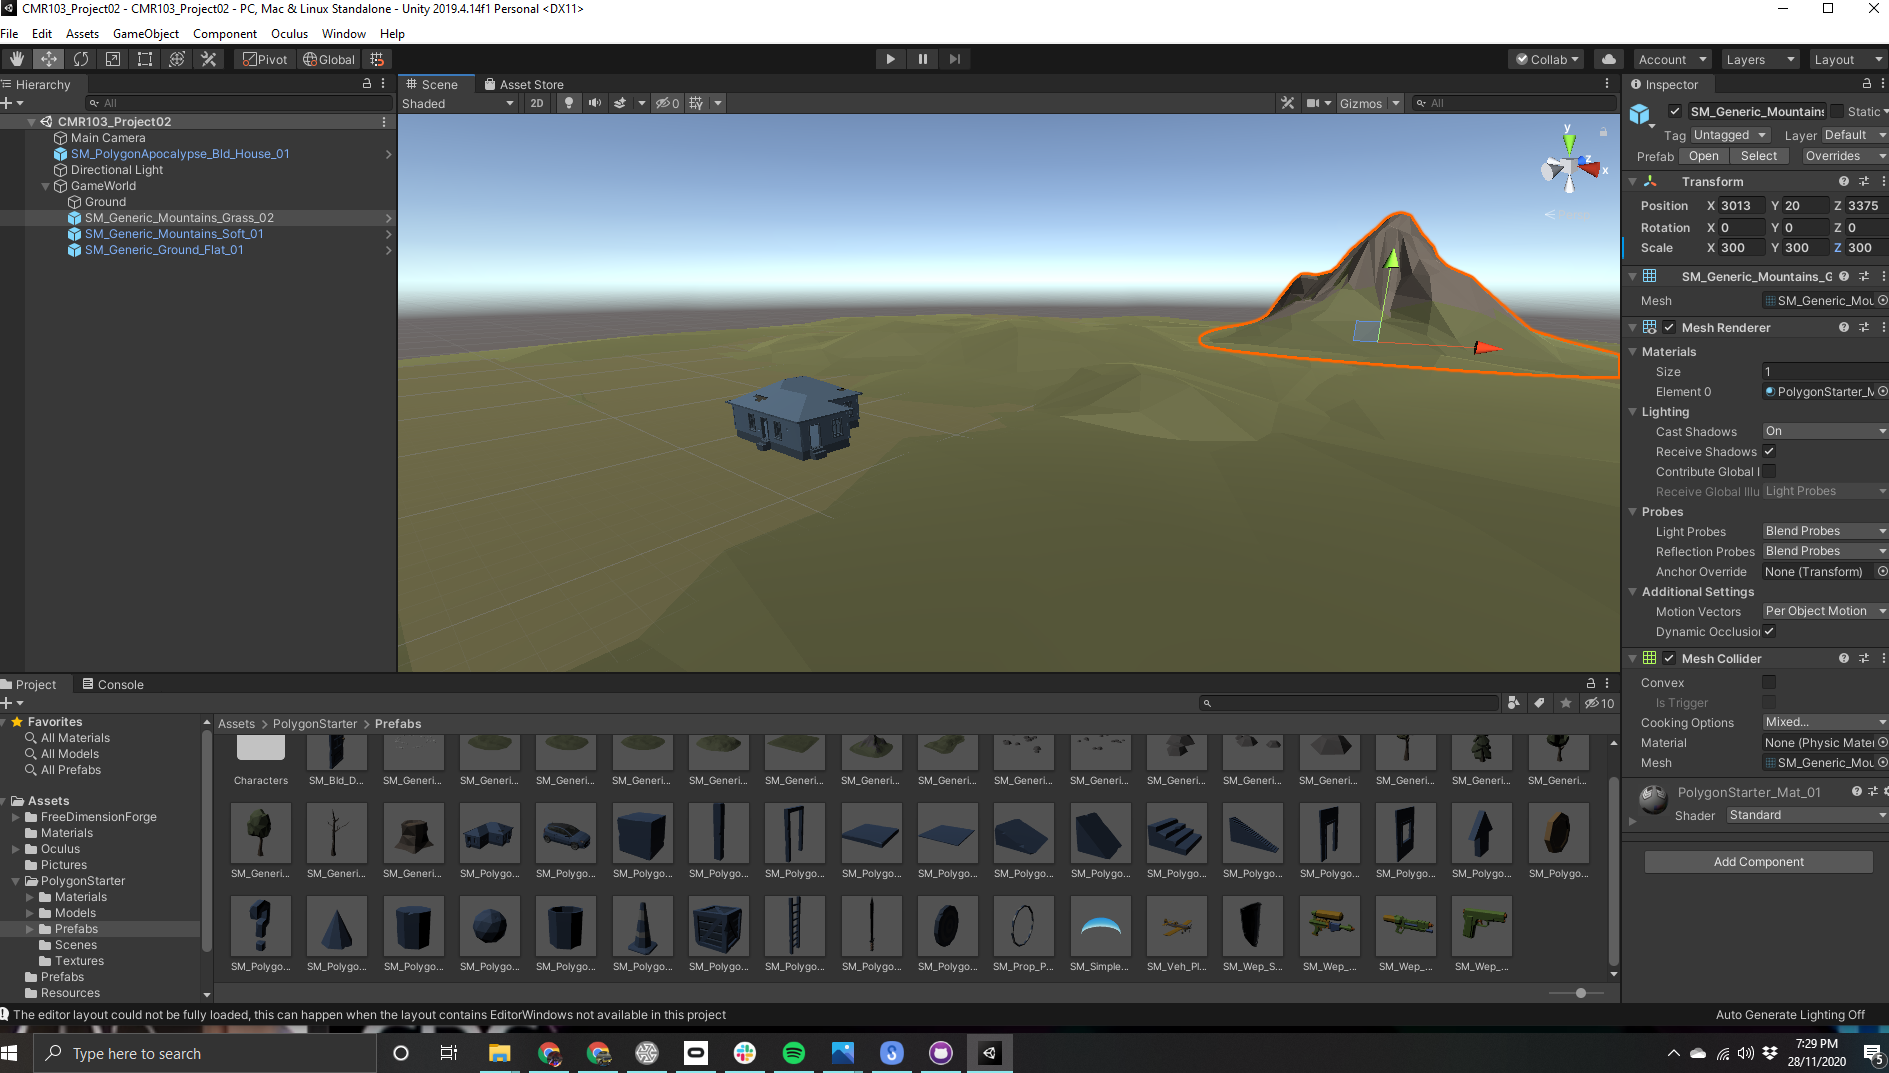 CMR103_Project02 - CMR103_Project02 - PC, Mac & Linux Standalone - Unity 2019.4.14f1 Personal <DX11>
File Edit Assets GameObject Component Oculus Window Help
Pivot Global Collab Account Layers Layout
Hierarchy
All
CMR103_Project02
Main Camera
SM_PolygonApocalypse_Bld_House_01
Directional Light
GameWorld
Ground
SM_Generic_Mountains_Grass_02
SM_Generic_Mountains_Soft_01
SM_Generic_Ground_Flat_01
Scene Asset Store
Shaded 2D 0 Gizmos All
y
z
x
Inspector
SM_Generic_Mountains Static
Tag Untagged Layer Default
Prefab Open Select Overrides
Transform
Position X 3013 Y 20 Z 3375
Rotation X 0 Y 0 Z 0
Scale X 300 Y 300 Z 300
SM_Generic_Mountains_G
Mesh SM_Generic_Mou
Mesh Renderer
Materials
Size 1
Element 0 PolygonStarter_M
Lighting
Cast Shadows On
Receive Shadows
Contribute Global I
Receive Global Illu Light Probes
Probes
Light Probes Blend Probes
Reflection Probes Blend Probes
Anchor Override None (Transform)
Additional Settings
Motion Vectors Per Object Motion
Dynamic Occlusion
Mesh Collider
Convex
Is Trigger
Cooking Options Mixed...
Material None (Physic Mater
Mesh SM_Generic_Mou
PolygonStarter_Mat_01
Shader Standard
Add Component
Project Console
10
Favorites
All Materials
All Models
All Prefabs
Assets
FreeDimensionForge
Materials
Oculus
Pictures
PolygonStarter
Materials
Models
Prefabs
Scenes
Textures
Prefabs
Resources
Assets > PolygonStarter > Prefabs
Characters SM_Bld_D... SM_Generi... SM_Generi... SM_Generi... SM_Generi... SM_Generi... SM_Generi... SM_Generi... SM_Generi... SM_Generi... SM_Generi... SM_Generi... SM_Generi... SM_Generi... SM_Generi... SM_Generi... SM_Generi...
SM_Generi... SM_Generi... SM_Generi... SM_Polygo... SM_Polygo... SM_Polygo... SM_Polygo... SM_Polygo... SM_Polygo... SM_Polygo... SM_Polygo... SM_Polygo... SM_Polygo... SM_Polygo... SM_Polygo... SM_Polygo... SM_Polygo... SM_Polygo...
SM_Polygo... SM_Polygo... SM_Polygo... SM_Polygo... SM_Polygo... SM_Polygo... SM_Polygo... SM_Polygo... SM_Polygo... SM_Polygo... SM_Prop_P... SM_Simple... SM_Veh_Pl... SM_Wep_S... SM_Wep_... SM_Wep_... SM_Wep_...
The editor layout could not be fully loaded, this can happen when the layout contains EditorWindows not available in this project
Auto Generate Lighting Off
Type here to search
7:29 PM
28/11/2020
5